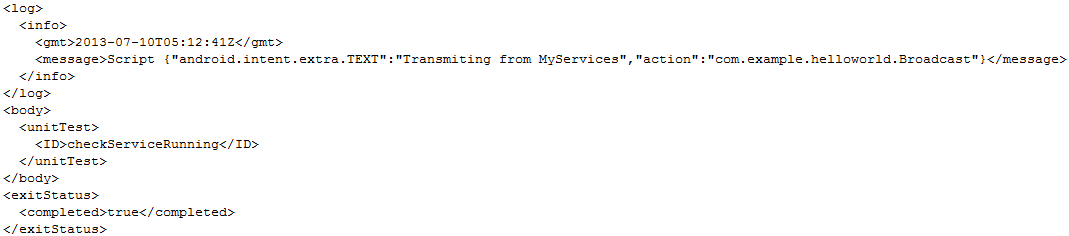 <log>
  <info>
    <gmt>2013-07-10T05:12:41Z</gmt>
    <message>Script {"android.intent.extra.TEXT":"Transmiting from MyServices","action":"com.example.helloworld.Broadcast"}</message>
  </info>
</log>
<body>
  <unitTest>
    <ID>checkServiceRunning</ID>
  </unitTest>
</body>
<exitStatus>
  <completed>true</completed>
</exitStatus>